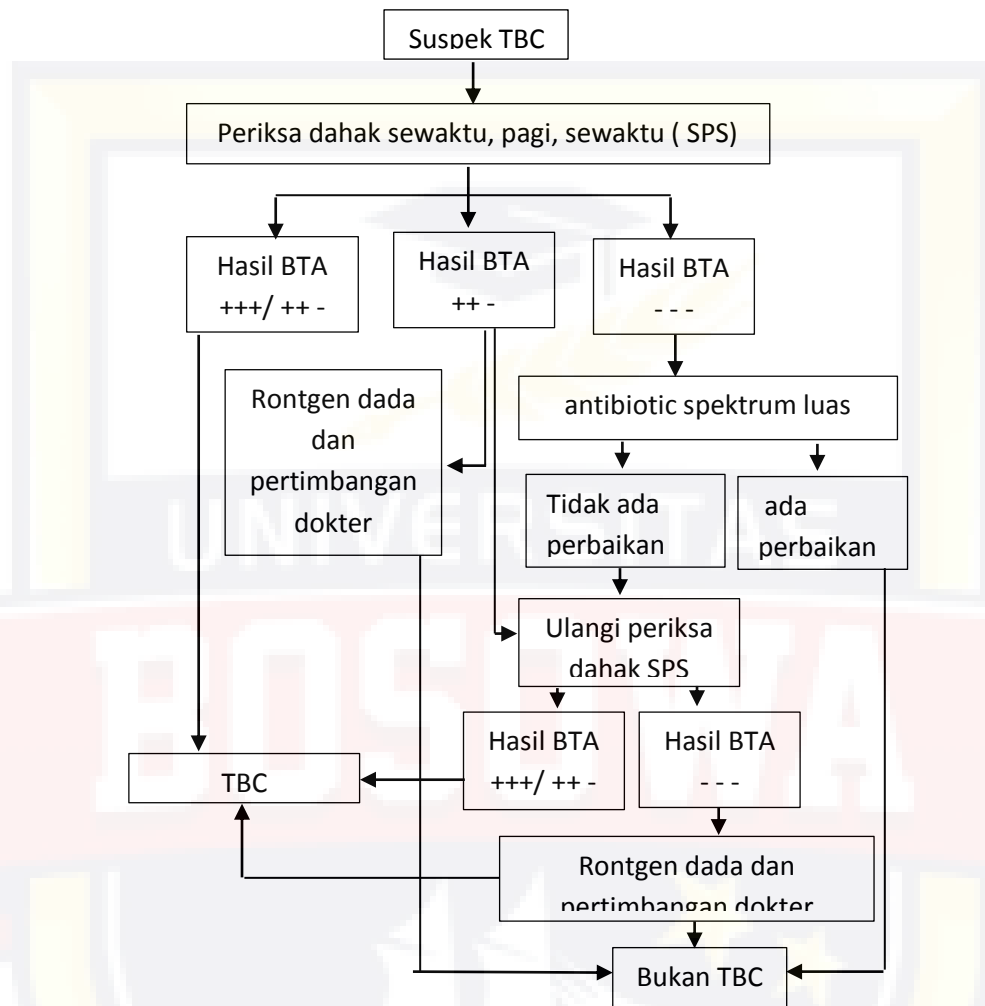 Suspek TBC
Periksa dahak sewaktu, pagi, sewaktu ( SPS)
Hasil BTA
+++/ ++ -
Hasil BTA
++ -
Hasil BTA
- - -
Rontgen dada
dan
pertimbangan
dokter
antibiotic spektrum luas
Tidak ada
perbaikan
ada
perbaikan
Ulangi periksa
dahak SPS
Hasil BTA
+++/ ++ -
Hasil BTA
- - -
TBC
Rontgen dada dan
pertimbangan dokter
Bukan TBC
UNIVERSITAS
BOSOWA